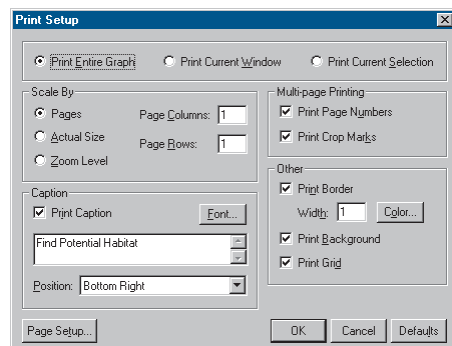 Print Setup
Print Entire Graph Print Current Window Print Current Selection
Scale By
Pages Page Columns: 1
Actual Size Page Rows: 1
Zoom Level
Multi-page Printing
Print Page Numbers
Print Crop Marks
Caption
Print Caption Font...
Find Potential Habitat
Position: Bottom Right
Other
Print Border
Width: 1 Color...
Print Background
Print Grid
Page Setup... OK Cancel Defaults